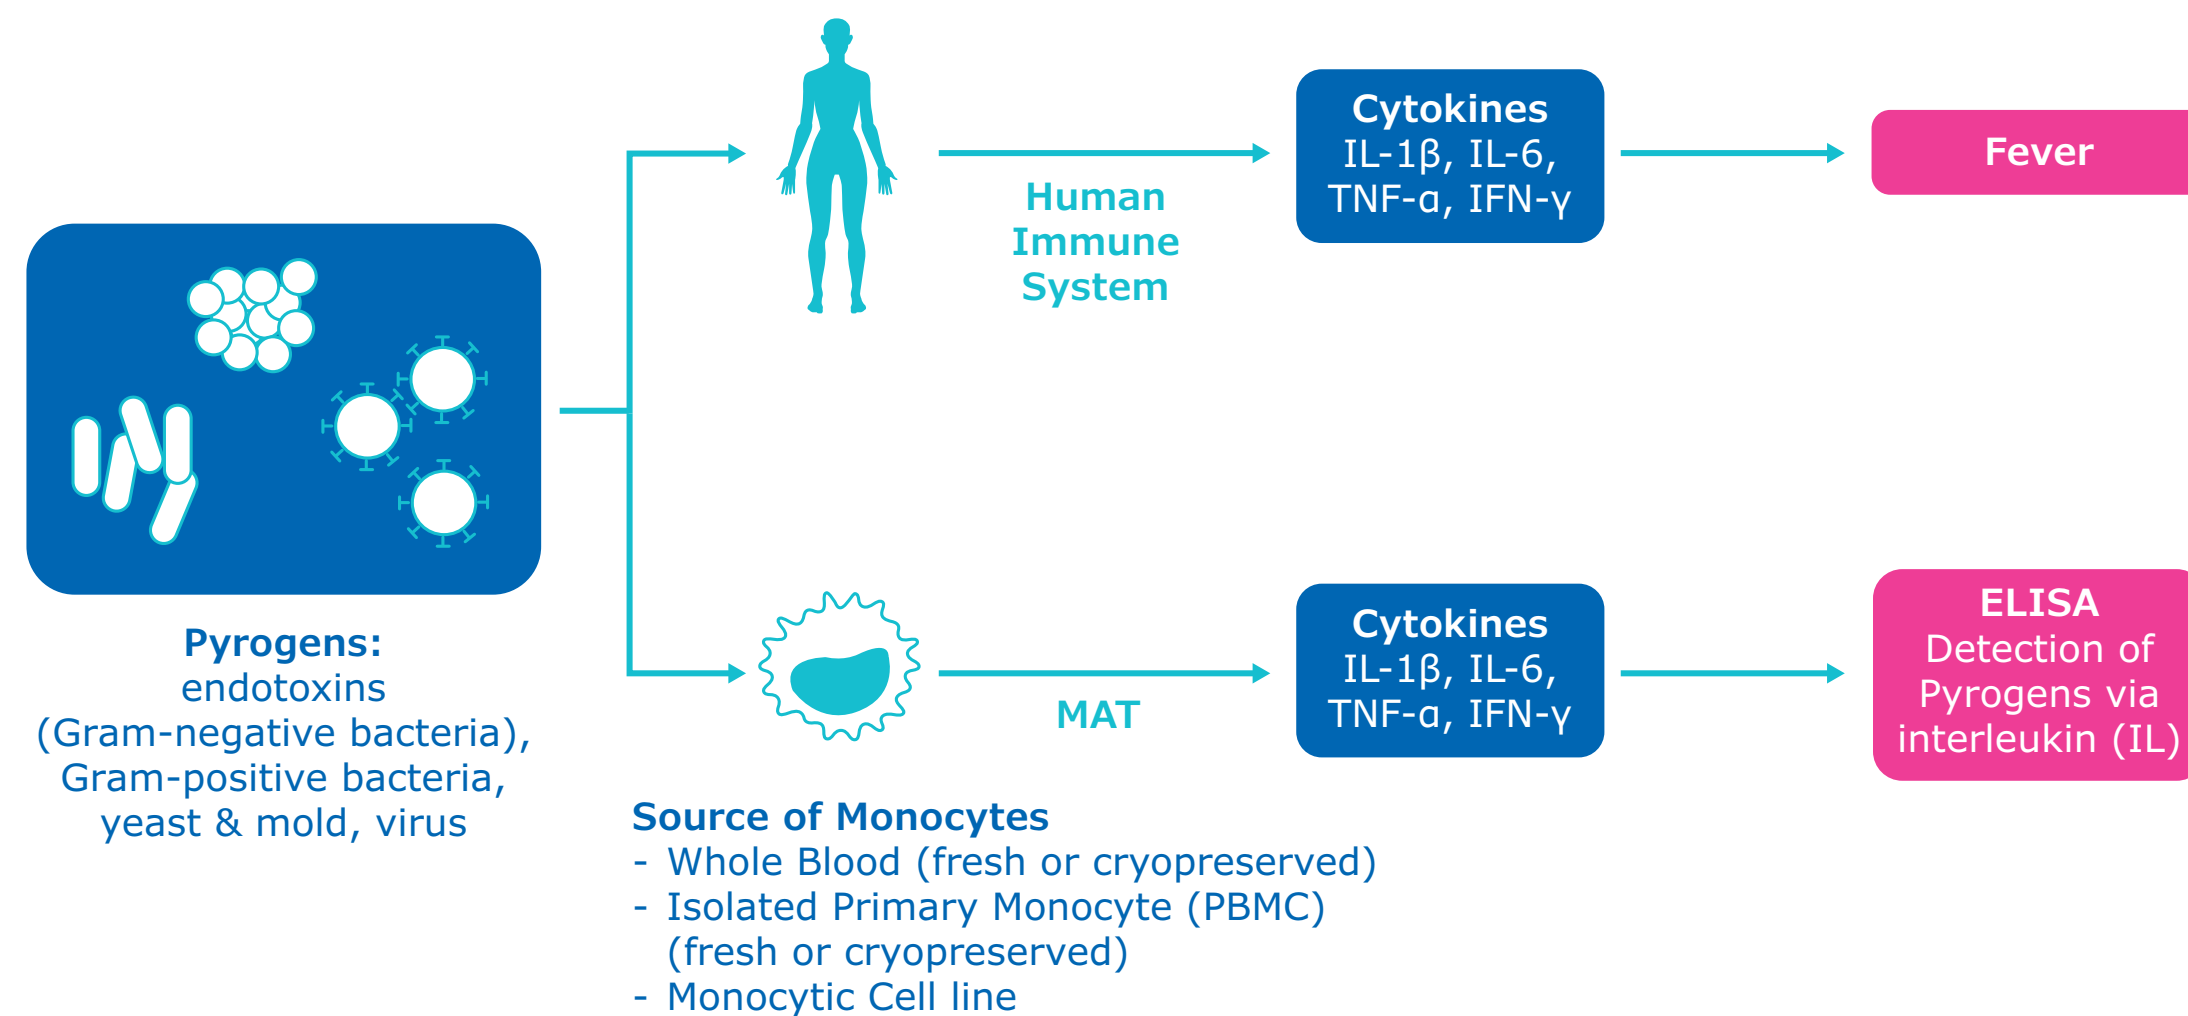 Cytokines
IL-1β, IL-6,
TNF-α, IFN-γ
Fever
Human
Immune
System
Pyrogens:
endotoxins
(Gram-negative bacteria),
Gram-positive bacteria,
yeast & mold, virus
MAT
Cytokines
IL-1β, IL-6,
TNF-α, IFN-γ
ELISA
Detection of
Pyrogens via
interleukin (IL)
Source of Monocytes
- Whole Blood (fresh or cryopreserved)
- Isolated Primary Monocyte (PBMC)
(fresh or cryopreserved)
- Monocytic Cell line